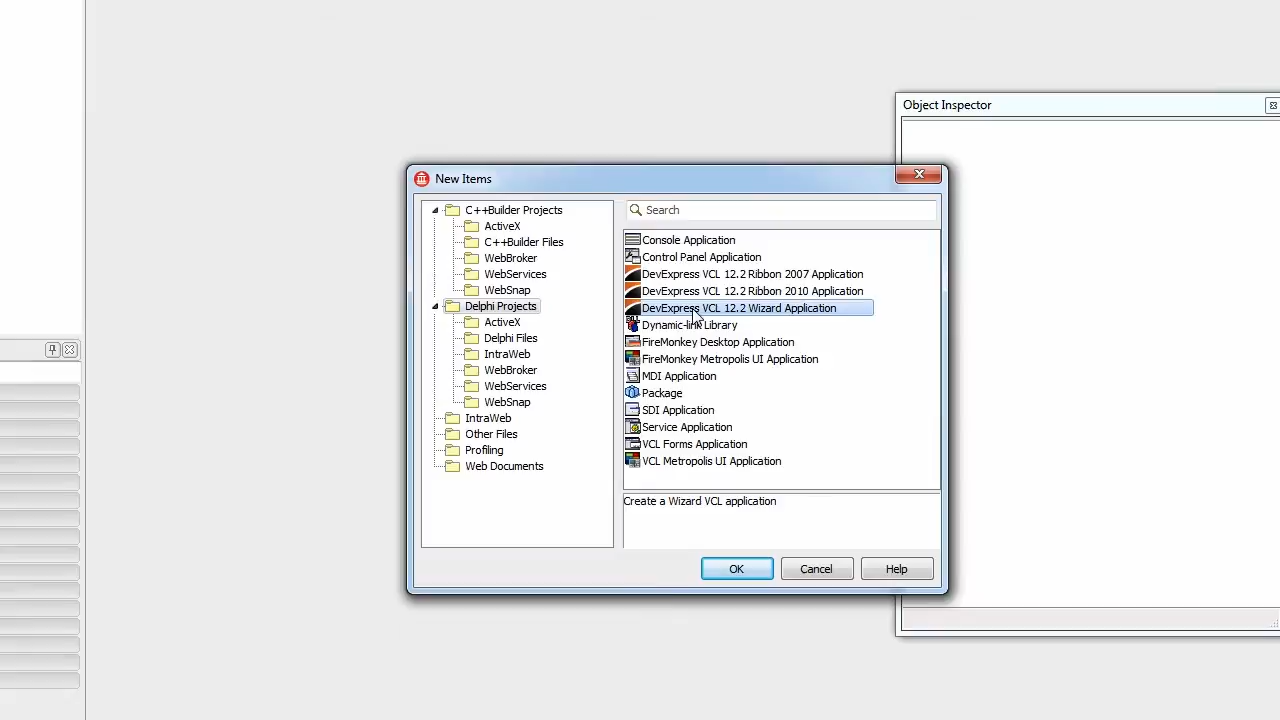 Object Inspector
New Items
C++Builder Projects
ActiveX
C++Builder Files
WebBroker
WebServices
WebSnap
Delphi Projects
ActiveX
Delphi Files
IntraWeb
WebBroker
WebServices
WebSnap
IntraWeb
Other Files
Profiling
Web Documents
Search
Console Application
Control Panel Application
DevExpress VCL 12.2 Ribbon 2007 Application
DevExpress VCL 12.2 Ribbon 2010 Application
DevExpress VCL 12.2 Wizard Application
Dynamic-link Library
FireMonkey Desktop Application
FireMonkey Metropolis UI Application
MDI Application
Package
SDI Application
Service Application
VCL Forms Application
VCL Metropolis UI Application
Create a Wizard VCL application
OK
Cancel
Help